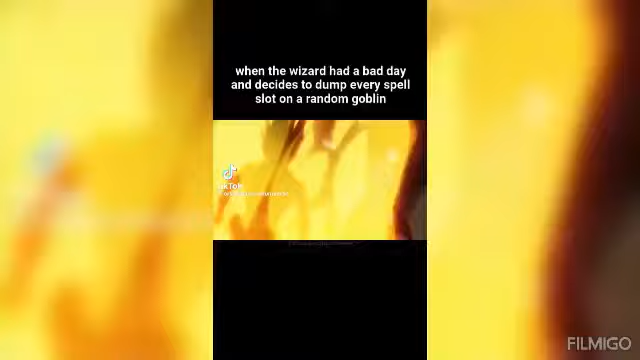 when the wizard had a bad day
and decides to dump every spell
slot on a random goblin
TikTok
FILMIGO